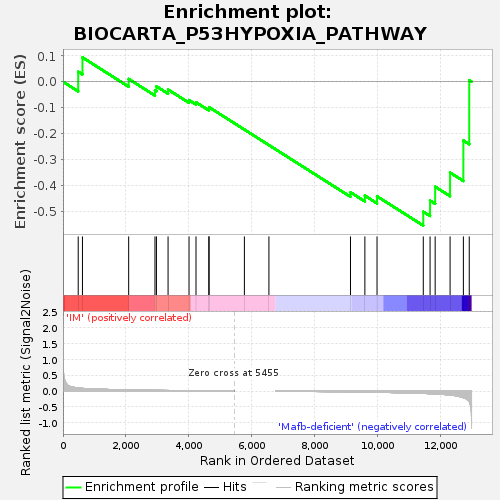 Enrichment plot:
BIOCARTA_P53HYPOXIA_PATHWAY
Enrichment score (ES)
0.1
0.0
-0.1
-0.2
-0.3
-0.4
-0.5
'IM' (positively correlated)
Ranked list metric (Signal2Noise)
2.5
2.0
1.5
1.0
0.5
0.0
-0.5
-1.0
Zero cross at 5455
'Mafb-deficient' (negatively correlated)
0
2,000
4,000
6,000
8,000
10,000
12,000
Rank in Ordered Dataset
Enrichment profile
Hits
Ranking metric scores